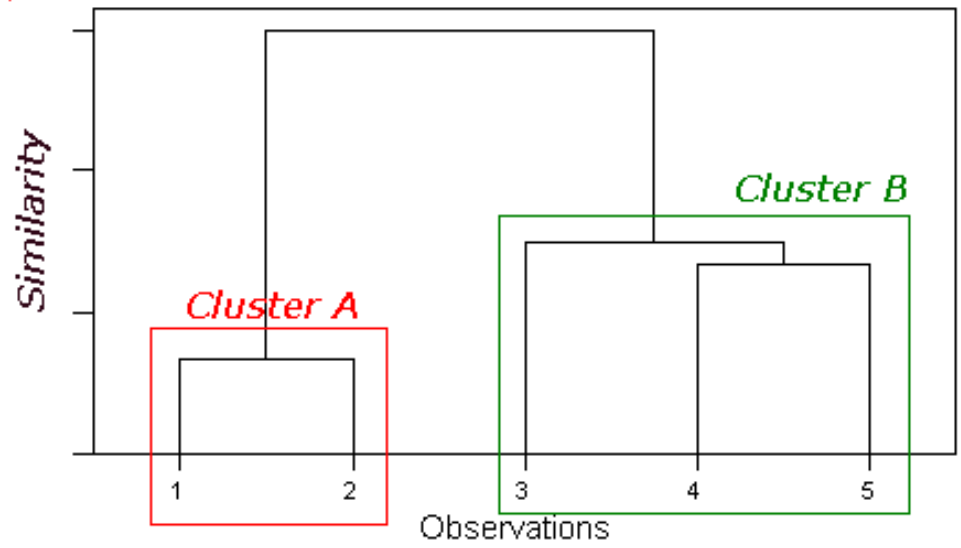 Similarity
Cluster B
Cluster A
1 2 3 4 5
Observations